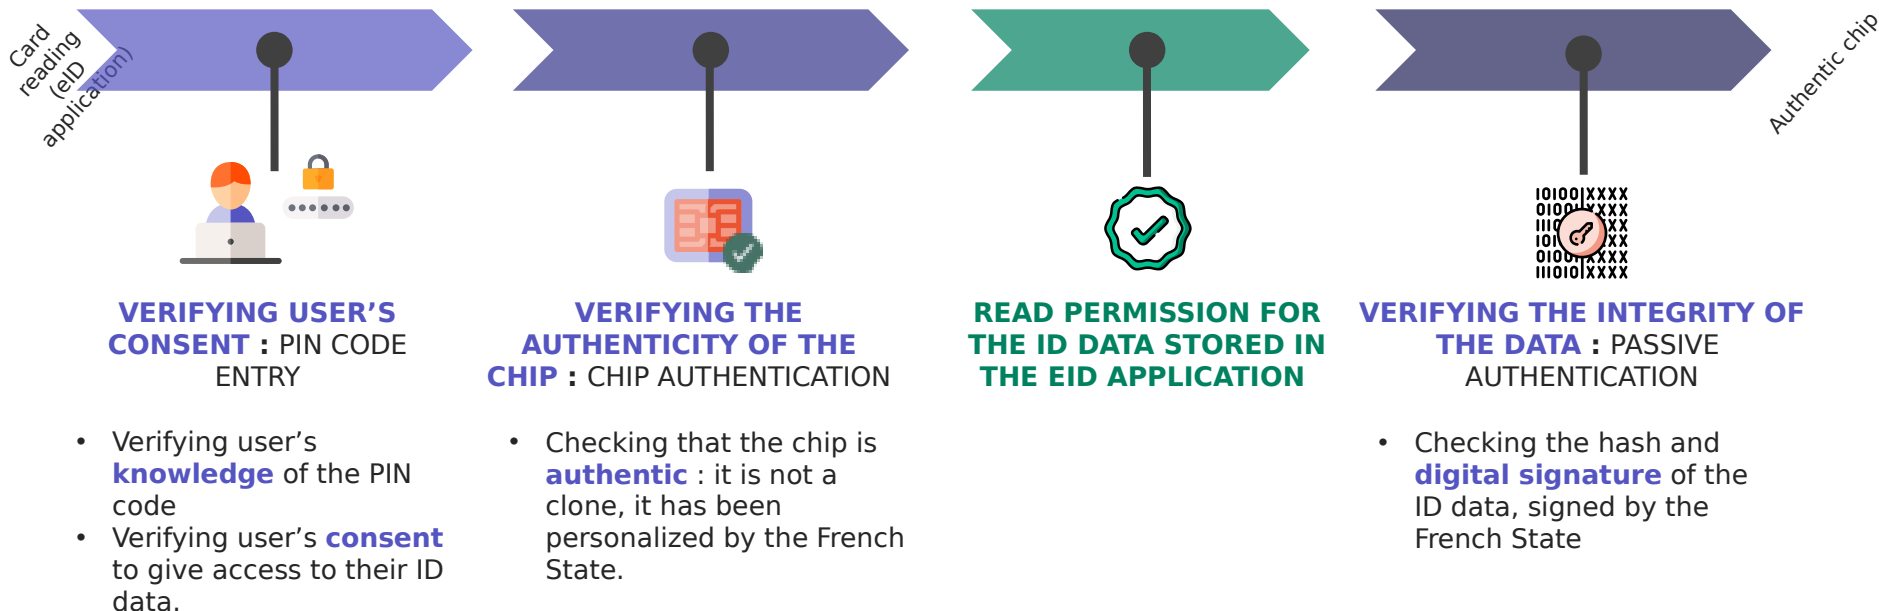 Card
reading
(eID
application)
Authentic chip
10100 XXXX
VERIFYING USER’S
CONSENT : PIN CODE
ENTRY
• Verifying user’s
knowledge of the PIN
code
• Verifying user’s consent
to give access to their ID
data.
VERIFYING THE
AUTHENTICITY OF THE
CHIP : CHIP AUTHENTICATION
• Checking that the chip is
authentic : it is not a
clone, it has been
personalized by the French
State.
READ PERMISSION FOR
THE ID DATA STORED IN
THE EID APPLICATION
VERIFYING THE INTEGRITY OF
THE DATA : PASSIVE
AUTHENTICATION
• Checking the hash and
digital signature of the
ID data, signed by the
French State